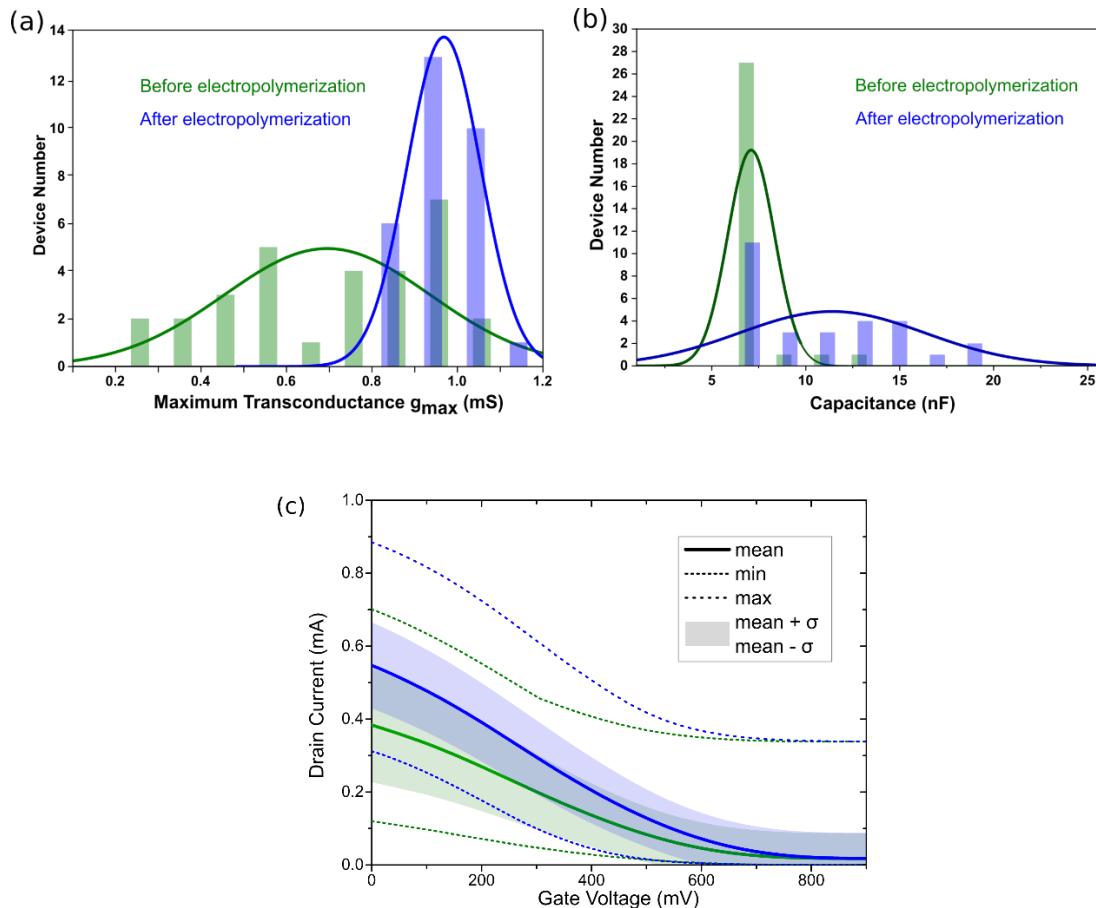 (a)
14
12
10
8
6
4
2
0
Device Number
Before electropolymerization
After electropolymerization
0.2 0.4 0.6 0.8 1.0 1.2
Maximum Transconductance gmax (mS)
(b)
30
28
26
24
22
20
18
16
14
12
10
8
6
4
2
0
Device Number
Before electropolymerization
After electropolymerization
5 10 15 20 25
Capacitance (nF)
(c)
1.0
0.8
0.6
0.4
0.2
0.0
Drain Current (mA)
mean
min
max
mean + σ
mean - σ
0 200 400 600 800
Gate Voltage (mV)